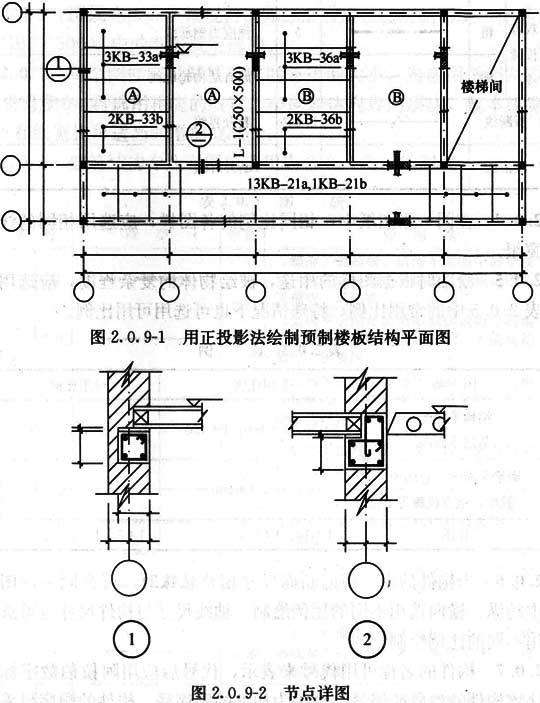 3KB-33a
3KB-36a
1
A
A
B
B
楼梯间
2KB-33b
2KB-36b
2
L-1(250×50
13KB-21a,1KB-21b
图 2.0.9-1 用正投影法绘制预制楼板结构平面图
1
2
图 2.0.9-2 节点详图